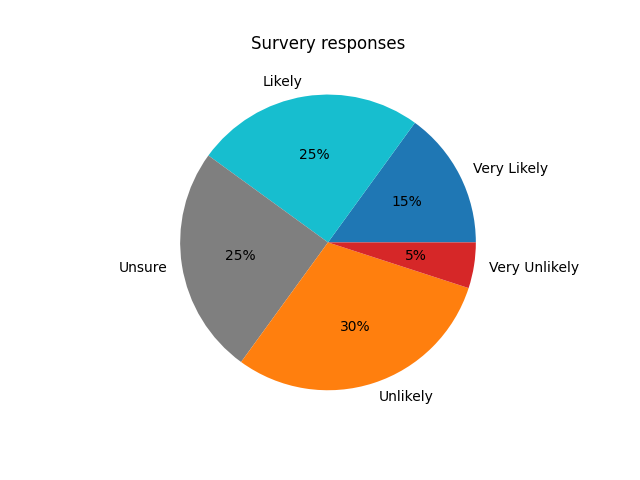 Survery responses
Likely
Very Likely
25%
15%
Unsure
25%
5%
Very Unlikely
30%
Unlikely